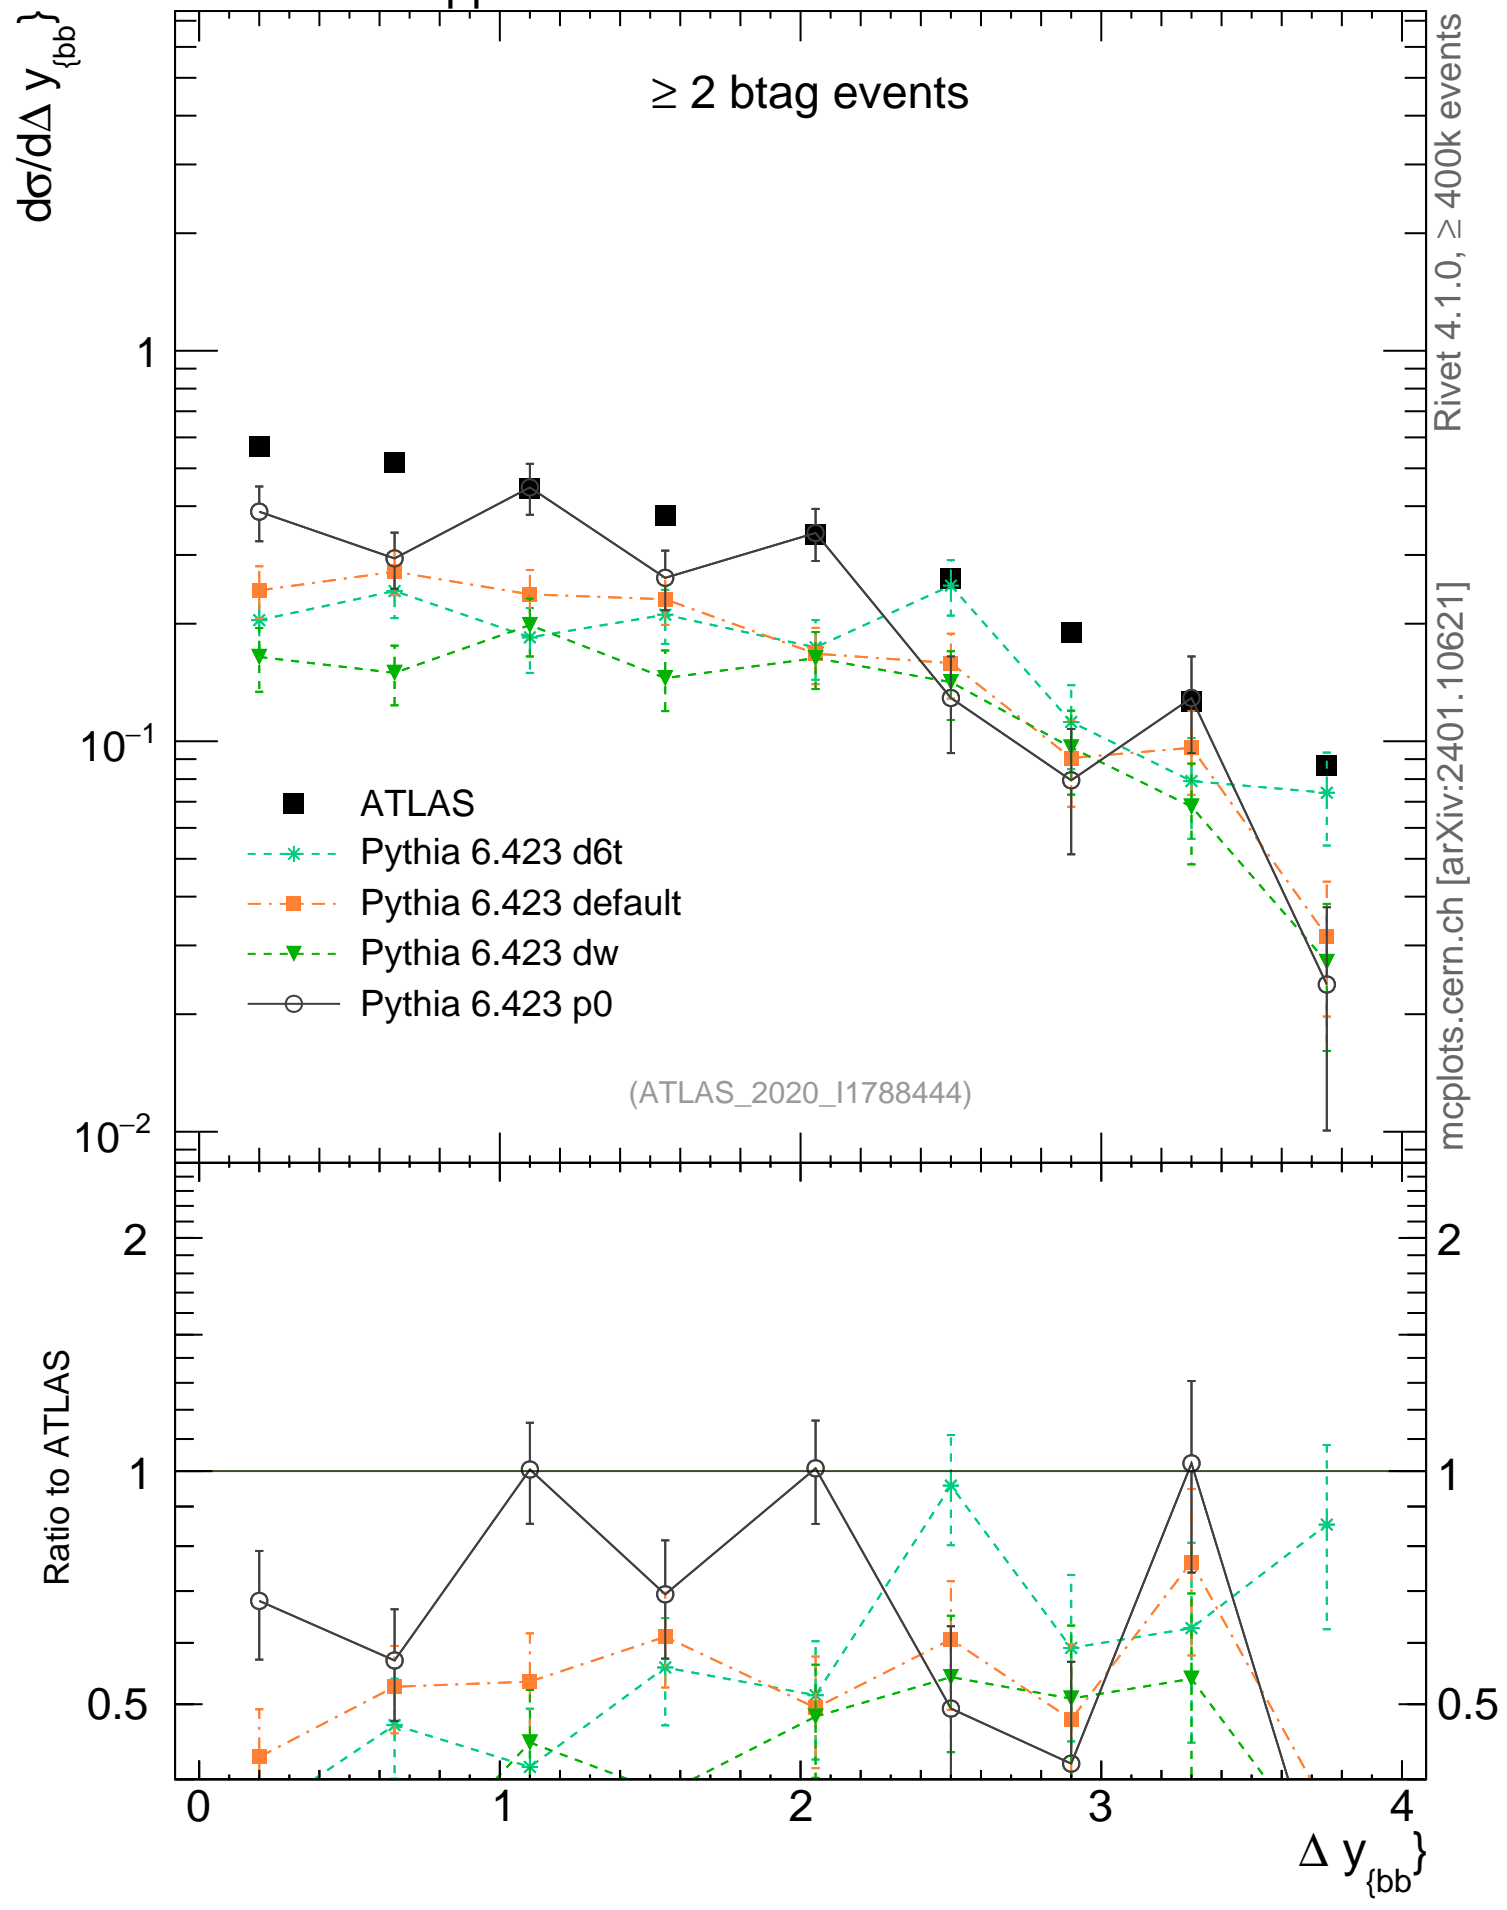 dσ/dΔ y_{bb}
≥ 2 btag events
1
10⁻¹
10⁻²
ATLAS
Pythia 6.423 d6t
Pythia 6.423 default
Pythia 6.423 dw
Pythia 6.423 p0
(ATLAS_2020_I1788444)
Rivet 4.1.0, ≥ 400k events
mcplots.cern.ch [arXiv:2401.10621]
Ratio to ATLAS
2
1
0.5
2
1
0.5
0 1 2 3 4
Δ y_{bb}